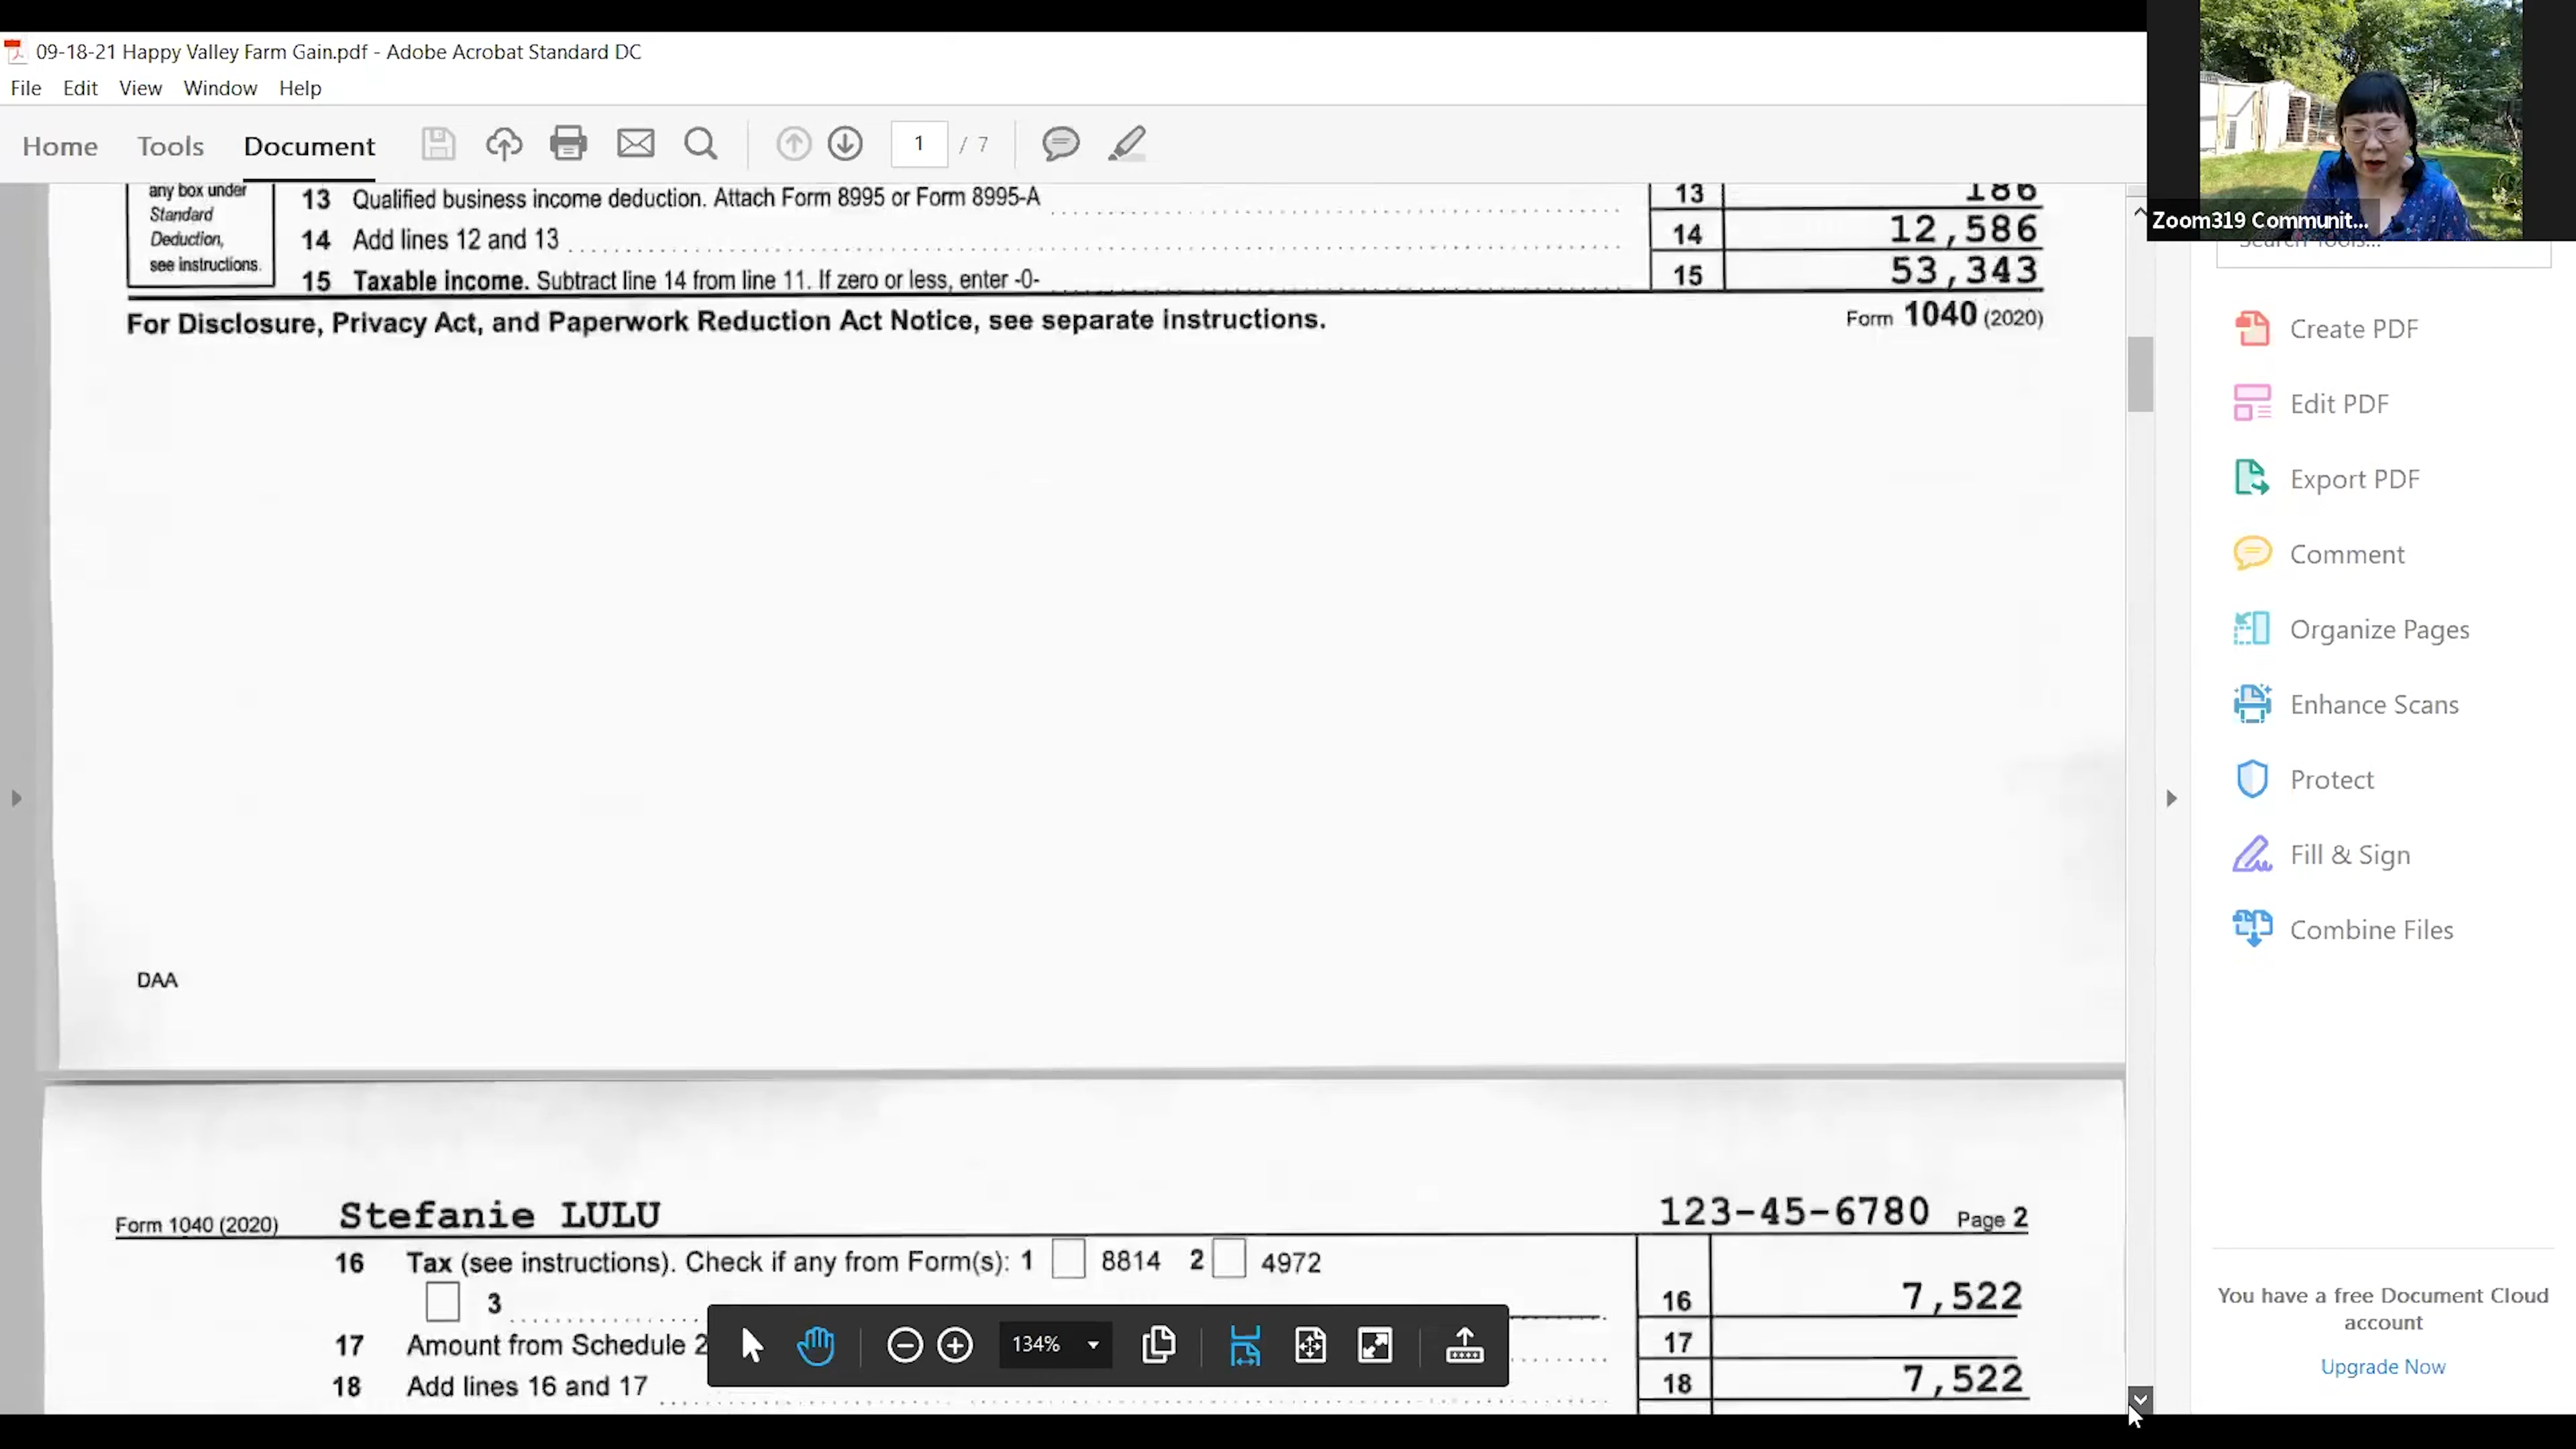 09-18-21 Happy Valley Farm Gain.pdf - Adobe Acrobat Standard DC
File Edit View Window Help
Home Tools Document 1 / 7
any box under
Standard
Deduction,
see instructions.
13 Qualified business income deduction. Attach Form 8995 or Form 8995-A 13 186
14 Add lines 12 and 13 14 12,586
15 Taxable income. Subtract line 14 from line 11. If zero or less, enter -0- 15 53,343
For Disclosure, Privacy Act, and Paperwork Reduction Act Notice, see separate instructions. Form 1040 (2020)
DAA
Form 1040 (2020) Stefanie LULU 123-45-6780 Page 2
16 Tax (see instructions). Check if any from Form(s): 1 8814 2 4972
3 16 7,522
17 Amount from Schedule 2 17
18 Add lines 16 and 17 18 7,522
134%
Zoom319 Communit...
Search Tools...
Create PDF
Edit PDF
Export PDF
Comment
Organize Pages
Enhance Scans
Protect
Fill & Sign
Combine Files
You have a free Document Cloud
account
Upgrade Now